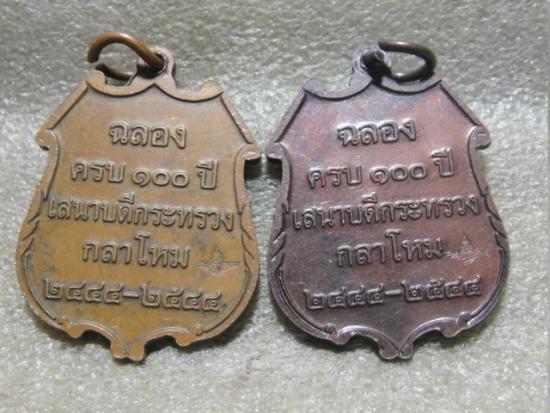 ฉลอง
ครบ ๑๐๐ ปี
เสนาบดีกระทรวง
กลาโหม
๒๔๔๔-๒๕๔๔
ฉลอง
ครบ ๑๐๐ ปี
เสนาบดีกระทรวง
กลาโหม
๒๔๔๔-๒๕๔๔